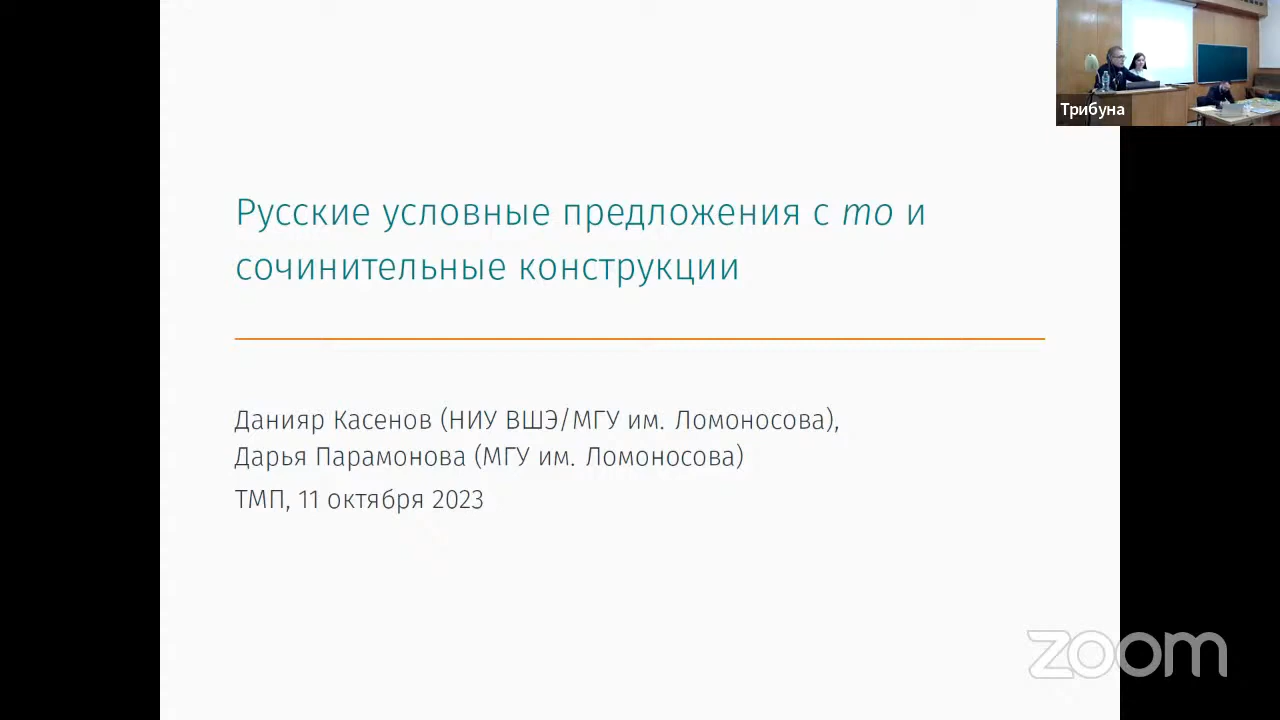 Трибуна
Русские условные предложения с то и
сочинительные конструкции
Данияр Касенов (НИУ ВШЭ/МГУ им. Ломоносова),
Дарья Парамонова (МГУ им. Ломоносова)
ТМП, 11 октября 2023
zoom